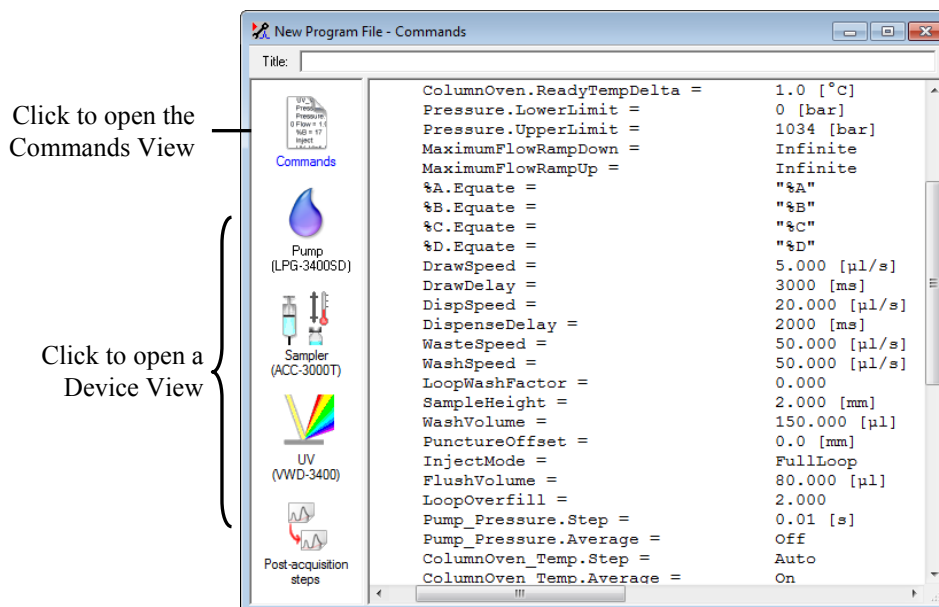 New Program File - Commands
Title:
Click to open the
Commands View
Commands
Click to open a
Device View
Pump
(LPG-3400SD)
Sampler
(ACC-3000T)
UV
(VWD-3400)
Post-acquisition
steps
ColumnOven.ReadyTempDelta = 1.0 [°C]
Pressure.LowerLimit = 0 [bar]
Pressure.UpperLimit = 1034 [bar]
MaximumFlowRampDown = Infinite
MaximumFlowRampUp = Infinite
%A.Equate = "%A"
%B.Equate = "%B"
%C.Equate = "%C"
%D.Equate = "%D"
DrawSpeed = 5.000 [µl/s]
DrawDelay = 3000 [ms]
DispSpeed = 20.000 [µl/s]
DispenseDelay = 2000 [ms]
WasteSpeed = 50.000 [µl/s]
WashSpeed = 50.000 [µl/s]
LoopWashFactor = 0.000
SampleHeight = 2.000 [mm]
WashVolume = 150.000 [µl]
PunctureOffset = 0.0 [mm]
InjectMode = FullLoop
FlushVolume = 80.000 [µl]
LoopOverfill = 2.000
Pump_Pressure.Step = 0.01 [s]
Pump_Pressure.Average = Off
ColumnOven_Temp.Step = Auto
ColumnOven_Temp.Average = On